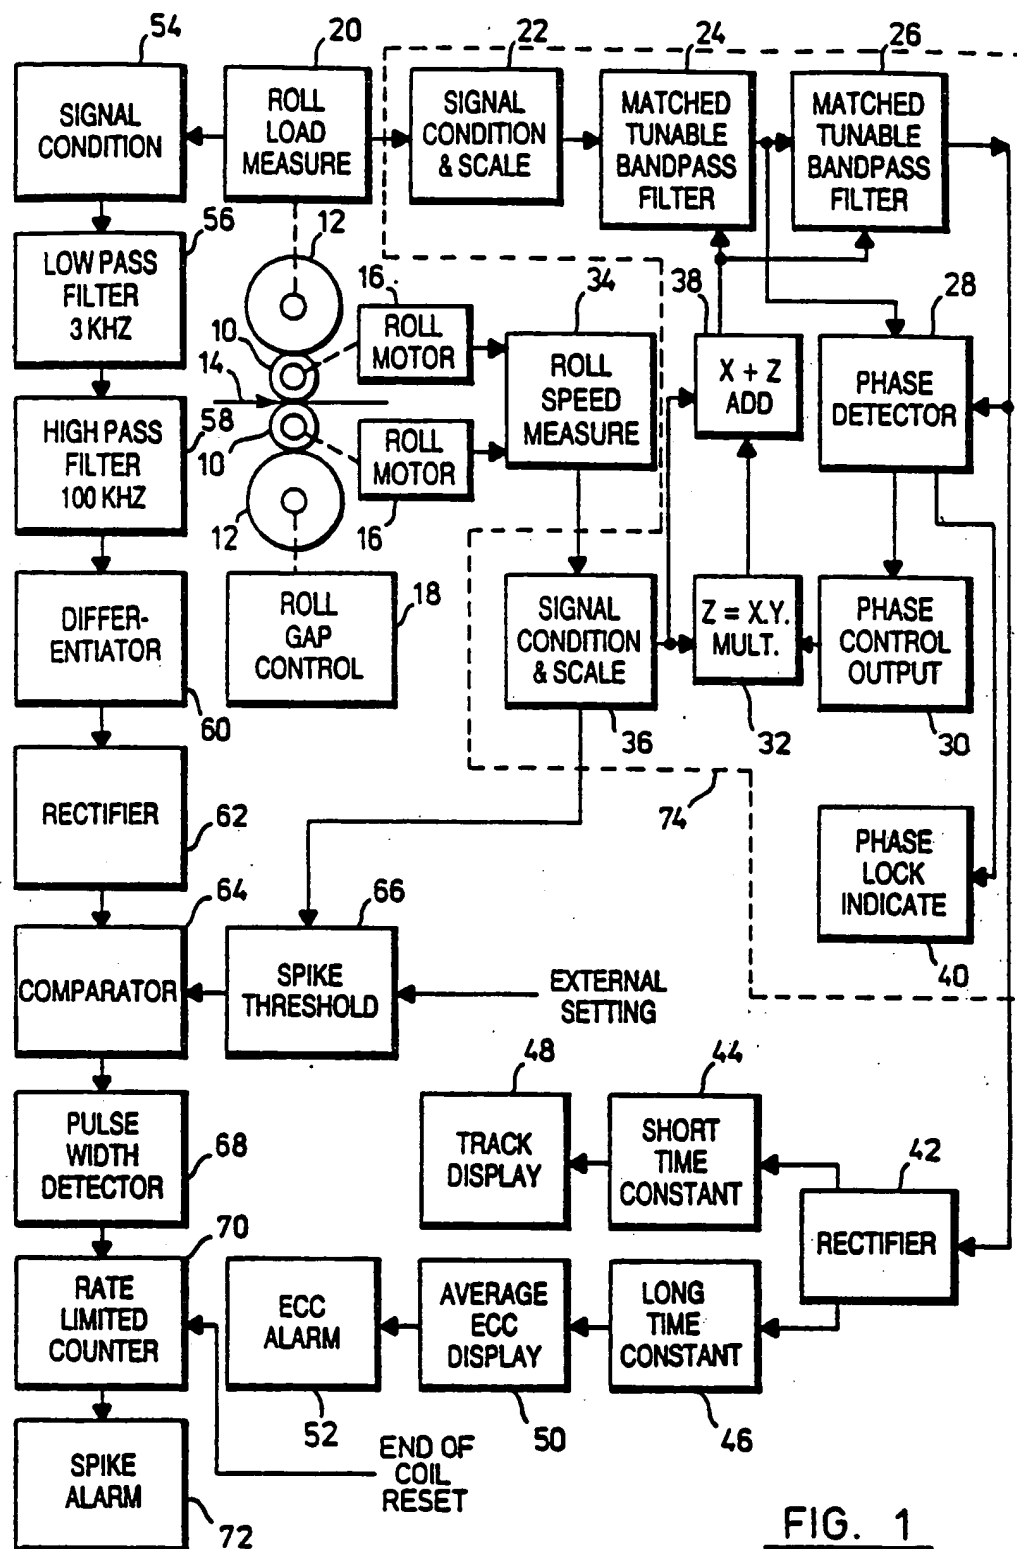 54
20
22
24
26
SIGNAL
CONDITION
ROLL
LOAD
MEASURE
SIGNAL
CONDITION
& SCALE
MATCHED
TUNABLE
BANDPASS
FILTER
MATCHED
TUNABLE
BANDPASS
FILTER
56
LOW PASS
FILTER
3 KHZ
12
16
ROLL
MOTOR
34
ROLL
SPEED
MEASURE
38
X + Z
ADD
28
PHASE
DETECTOR
10
14
58
HIGH PASS
FILTER
100 KHZ
10
ROLL
MOTOR
16
12
DIFFER-
ENTIATOR
60
ROLL
GAP
CONTROL
18
SIGNAL
CONDITION
& SCALE
36
Z = X.Y.
MULT.
32
PHASE
CONTROL
OUTPUT
30
RECTIFIER
62
74
PHASE
LOCK
INDICATE
40
64
COMPARATOR
66
SPIKE
THRESHOLD
EXTERNAL
SETTING
PULSE
WIDTH
DETECTOR
68
48
TRACK
DISPLAY
44
SHORT
TIME
CONSTANT
42
RECTIFIER
70
RATE
LIMITED
COUNTER
ECC
ALARM
52
AVERAGE
ECC
DISPLAY
50
LONG
TIME
CONSTANT
46
END OF
COIL
RESET
SPIKE
ALARM
72
FIG. 1